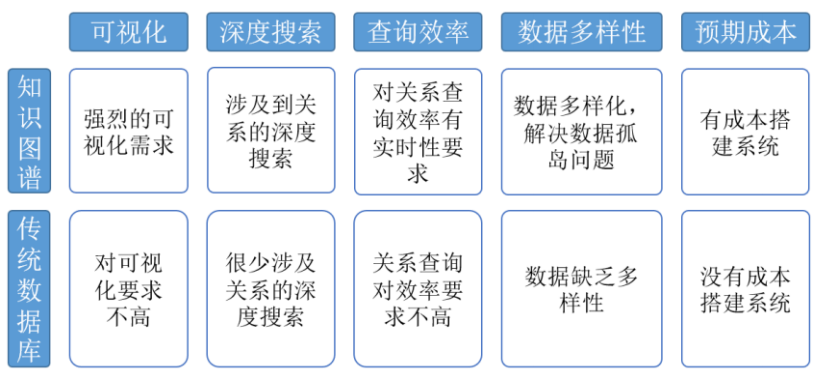 可视化
深度搜索
查询效率
数据多样性
预期成本
知识图谱
强烈的可
视化需求
涉及到关
系的深度
搜索
对关系查
询效率有
实时性要
求
数据多样化，
解决数据孤
岛问题
有成本搭
建系统
传统数据库
对可视
化要求
不高
很少涉及
关系的深
度搜索
关系查询
对效率要
求不高
数据缺乏多
样性
没有成本
搭建系统